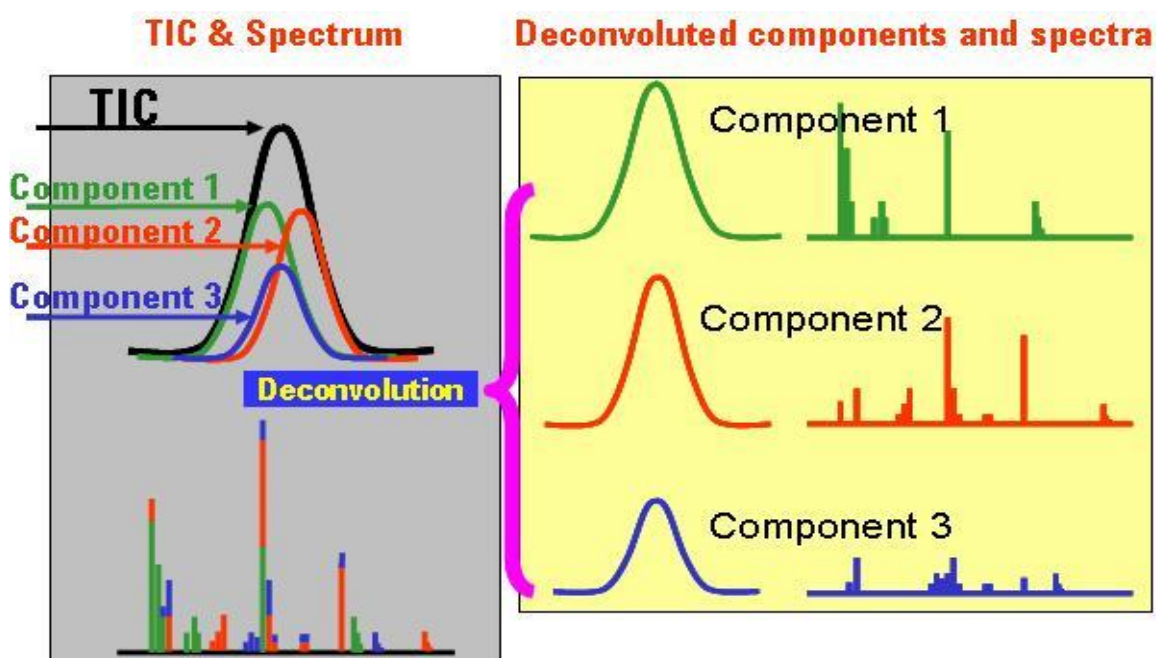 TIC & Spectrum
Deconvoluted components and spectra
TIC
Component 1
Component 2
Component 3
Deconvolution
Component 1
Component 2
Component 3